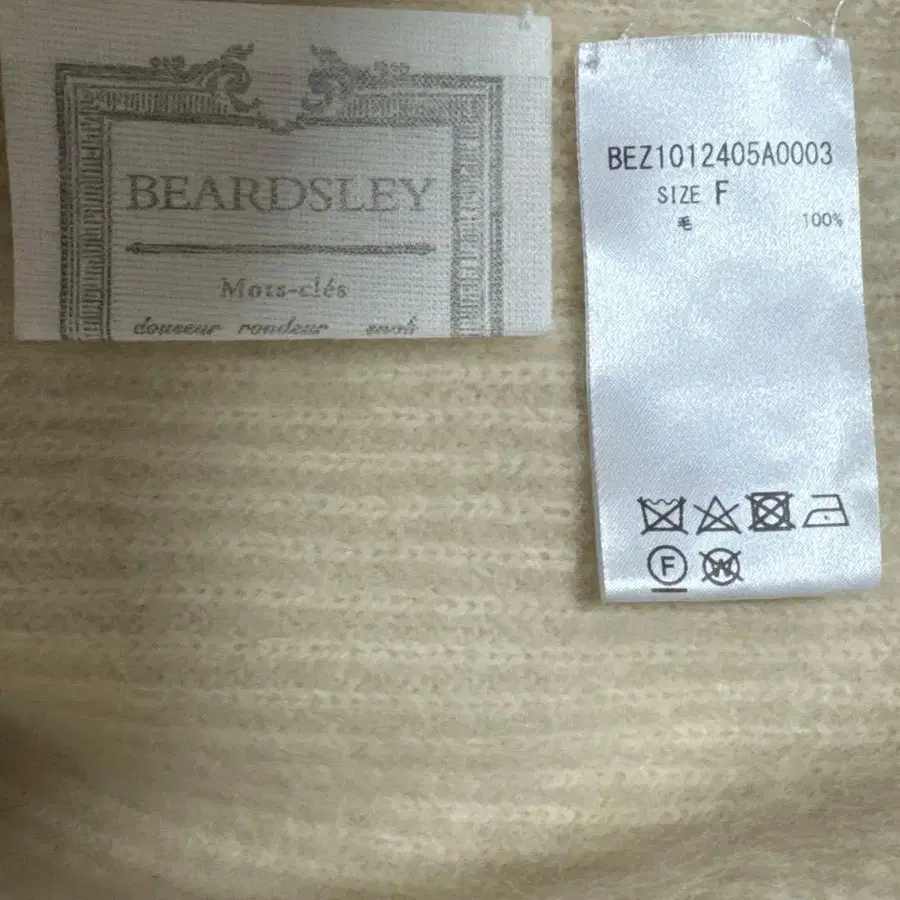 BEARDSLEY
Mots-clés
douceur rondeur
BEZ1012405A0003
SIZE F
毛 100%
F
W